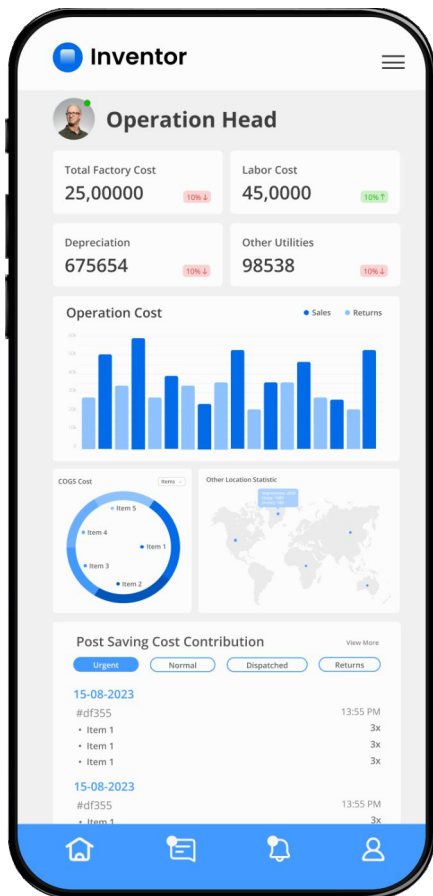 Inventor
Operation Head
Total Factory Cost
25,00000
10%↓
Labor Cost
45,0000
10%↑
Depreciation
675654
10%↓
Other Utilities
98538
10%↓
Operation Cost
Sales
Returns
COGS Cost
Items
Item 5
Item 4
Item 1
Item 3
Item 2
Other Location Statistic
Post Saving Cost Contribution
View More
Urgent
Normal
Dispatched
Returns
15-08-2023
#df355
13:55 PM
• Item 1 3x
• Item 1 3x
• Item 1 3x
15-08-2023
#df355
13:55 PM
• Item 1 3x